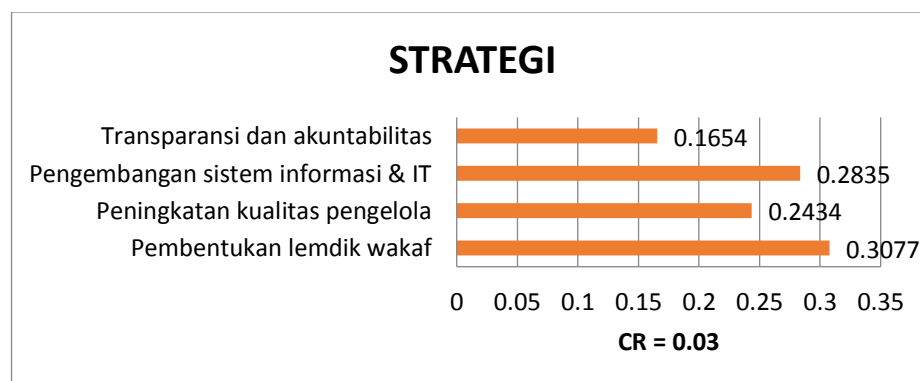 STRATEGI
Transparansi dan akuntabilitas 0.1654
Pengembangan sistem informasi & IT 0.2835
Peningkatan kualitas pengelola 0.2434
Pembentukan lemdik wakaf 0.3077
0 0.05 0.1 0.15 0.2 0.25 0.3 0.35
CR = 0.03